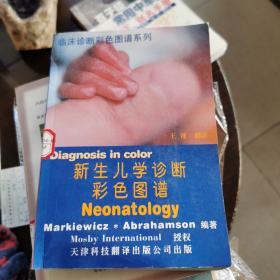 临床诊断彩色图谱系列
Diagnosis in color
新生儿学诊断
彩色图谱
Neonatology
Markiewicz * Abrahamson 编著
Mosby International 授权
天津科技翻译出版公司出版